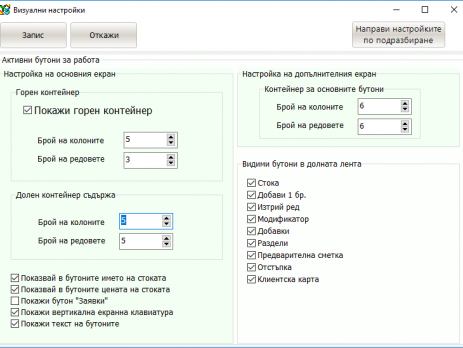 Визуални настройки
Запис
Откажи
Направи настройките
по подразбиране
Активни бутони за работа
Настройка на основния екран
Горен контейнер
Покажи горен контейнер
Брой на колоните
5
Брой на редовете
3
Долен контейнер съдържа
Брой на колоните
5
Брой на редовете
5
Показвай в бутоните името на стоката
Показвай в бутоните цената на стоката
Покажи бутон "Заявки"
Покажи вертикална екранна клавиатура
Покажи текст на бутоните
Настройка на допълнителния екран
Контейнер за основните бутони
Брой на колоните
6
Брой на редовете
6
Видими бутони в долната лента
Стока
Добави 1 бр.
Изтрий ред
Модификатор
Добавки
Раздели
Предварителна сметка
Отстъпка
Клиентска карта